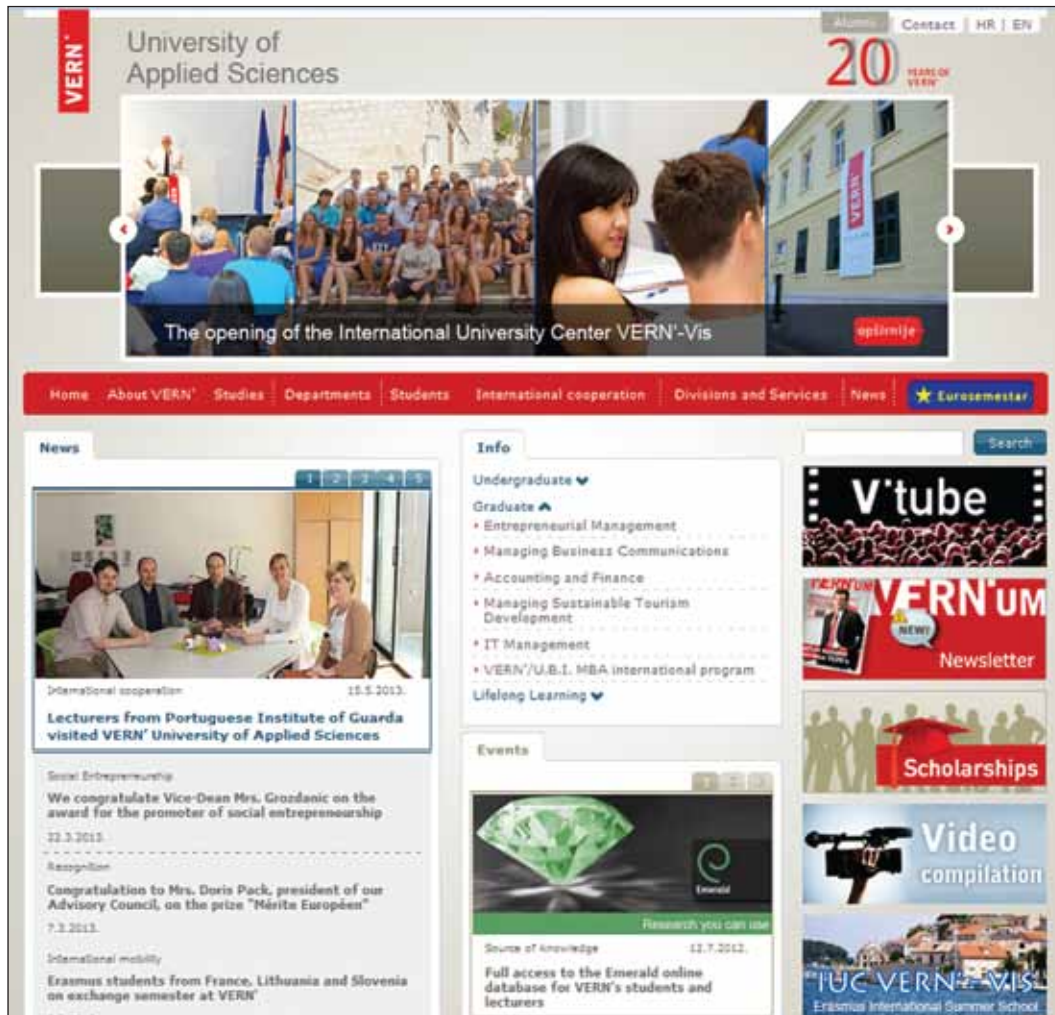 VERN'
University of
Applied Sciences
Alumni
Contact | HR | EN
20
YEARS OF
VERN'
VERN'
The opening of the International University Center VERN'-Vis
opširnije
Home About VERN' Studies Departments Students International cooperation Divisions and Services News Eurosemestar
News
1 2 3 4 5
International cooperation 15.5.2013.
Lecturers from Portuguese Institute of Guarda
visited VERN' University of Applied Sciences
Social Entrepreneurship
We congratulate Vice-Dean Mrs. Grozdanic on the
award for the promoter of social entrepreneurship
22.3.2013.
Recognition
Congratulation to Mrs. Doris Pack, president of our
Advisory Council, on the prize "Mérite Européen"
7.3.2013.
International mobility
Erasmus students from France, Lithuania and Slovenia
on exchange semester at VERN'
Info
Undergraduate
Graduate
Entrepreneurial Management
Managing Business Communications
Accounting and Finance
Managing Sustainable Tourism
Development
IT Management
VERN'/U.B.I. MBA international program
Lifelong Learning
Events
1 2 3
Emerald
Research you can use
Source of knowledge 12.7.2012.
Full access to the Emerald online
database for VERN's students and
lecturers
Search
V'tube
VERN'UM
VERN'UM
NEW!
Newsletter
Scholarships
Video
compilation
IUC VERN'-VIS
Erasmus International Summer School